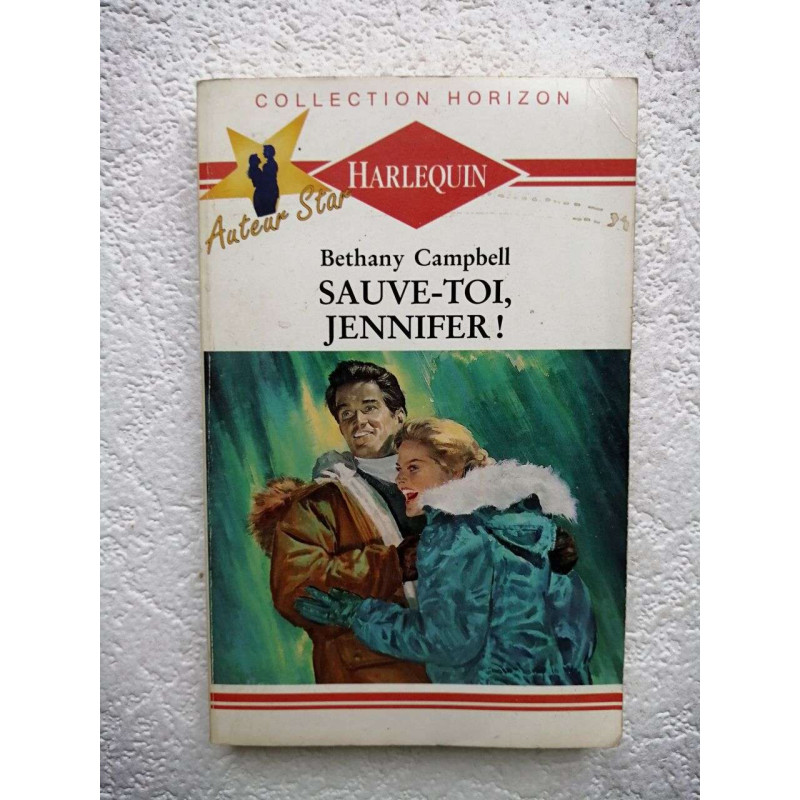 COLLECTION HORIZON
HARLEQUIN
Auteur Star
Bethany Campbell
SAUVE-TOI,
JENNIFER !